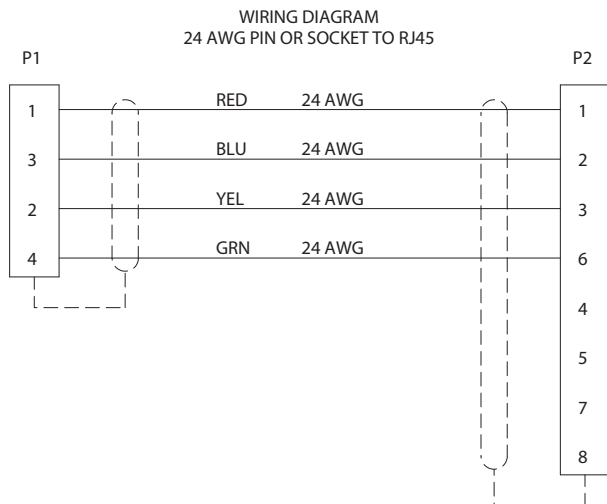 WIRING DIAGRAM
24 AWG PIN OR SOCKET TO RJ45
P1 P2
1 RED 24 AWG 1
3 BLU 24 AWG 2
2 YEL 24 AWG 3
4 GRN 24 AWG 6
4
5
7
8